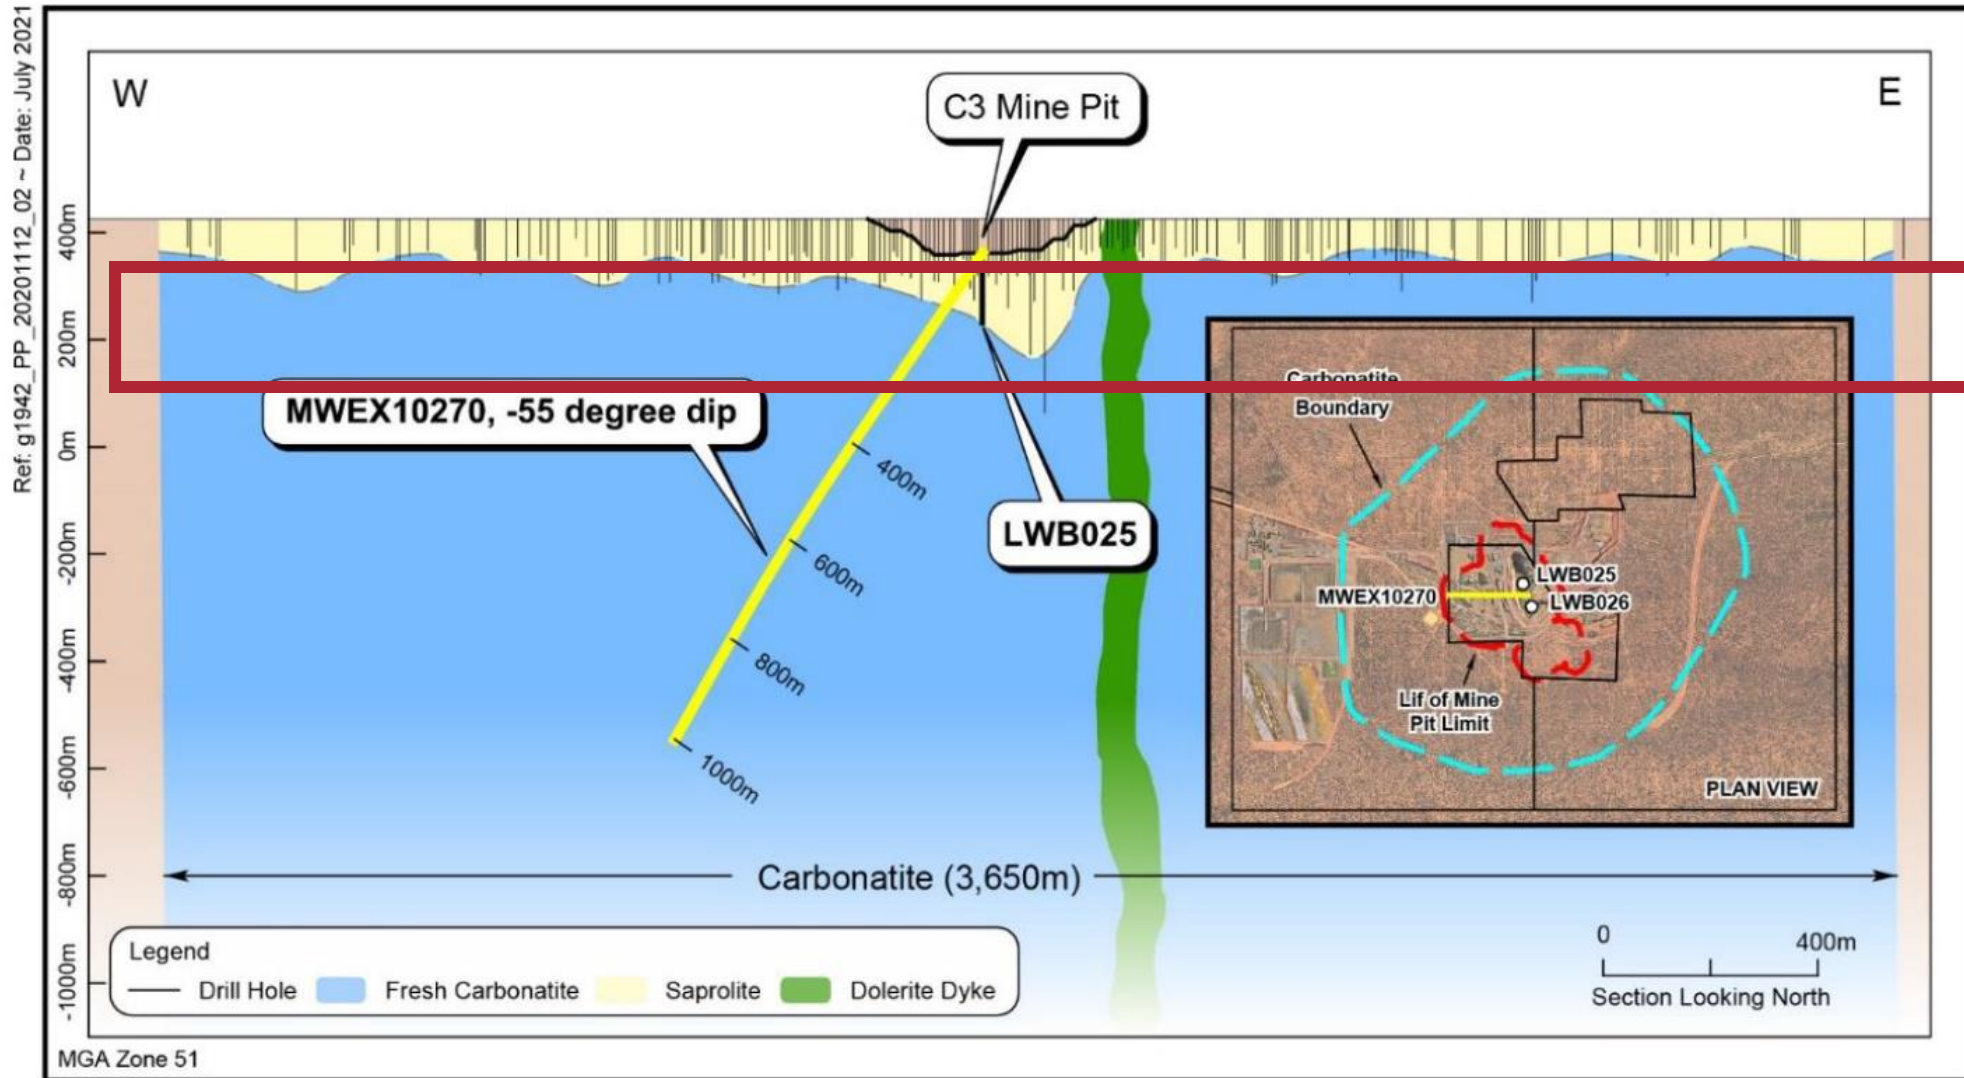 Ref: g1942_PP_20201112_02 ~ Date: July 2021
W
E
C3 Mine Pit
400m
200m
0m
-200m
-400m
-600m
-800m
-1000m
MWEX10270, -55 degree dip
LWB025
400m
600m
800m
1000m
Carbonatite
Boundary
LWB025
MWEX10270
LWB026
Lif of Mine
Pit Limit
PLAN VIEW
Carbonatite (3,650m)
Legend
Drill Hole
Fresh Carbonatite
Saprolite
Dolerite Dyke
0
400m
Section Looking North
MGA Zone 51